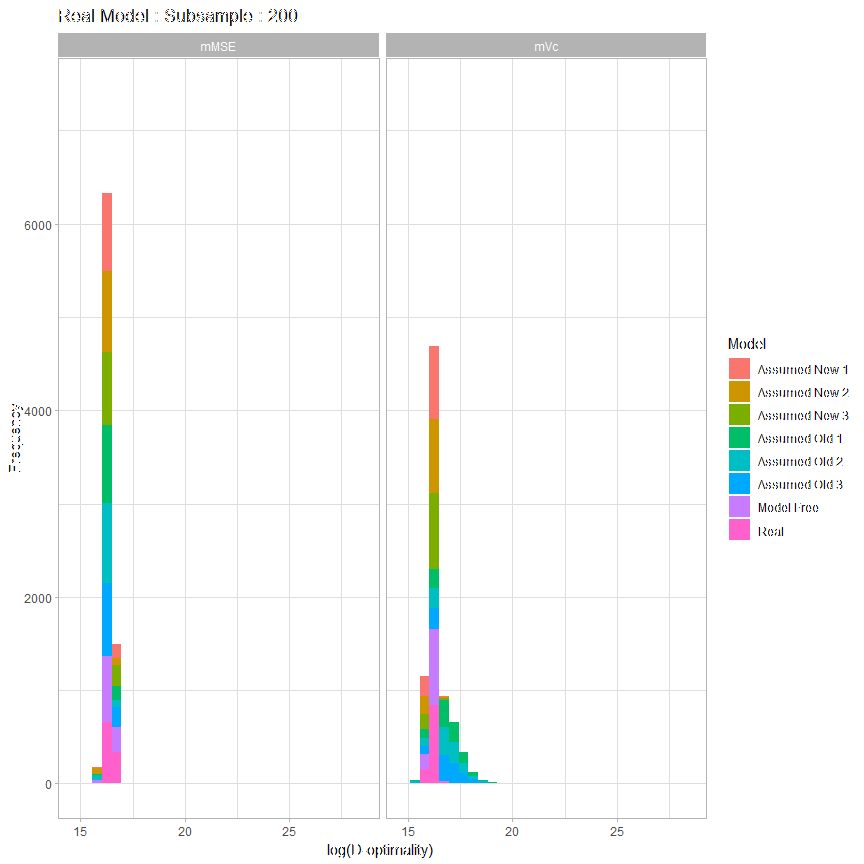 Real Model : Subsample : 200
mMSE
mVc
Frequency
6000
4000
2000
0
15
20
25
15
20
25
log(D-optimality)
Model
Assumed New 1
Assumed New 2
Assumed New 3
Assumed Old 1
Assumed Old 2
Assumed Old 3
Model Free
Real